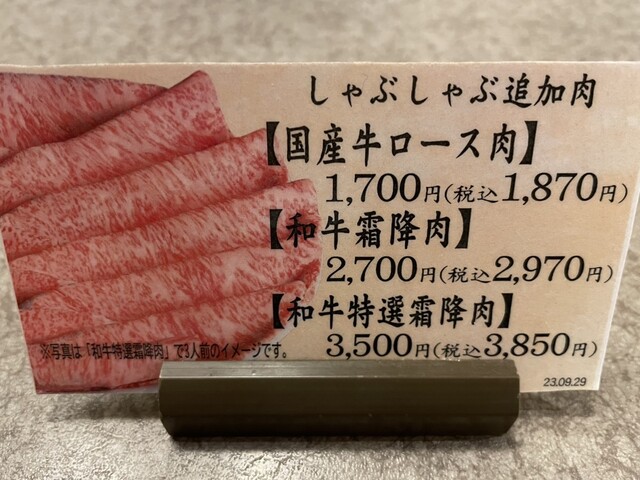 しゃぶしゃぶ追加肉
【国産牛ロース肉】
1,700円(税込1,870円)
【和牛霜降肉】
2,700円(税込2,970円)
【和牛特選霜降肉】
3,500円(税込3,850円)
※写真は「和牛特選霜降肉」で3人前のイメージです。
23.09.29